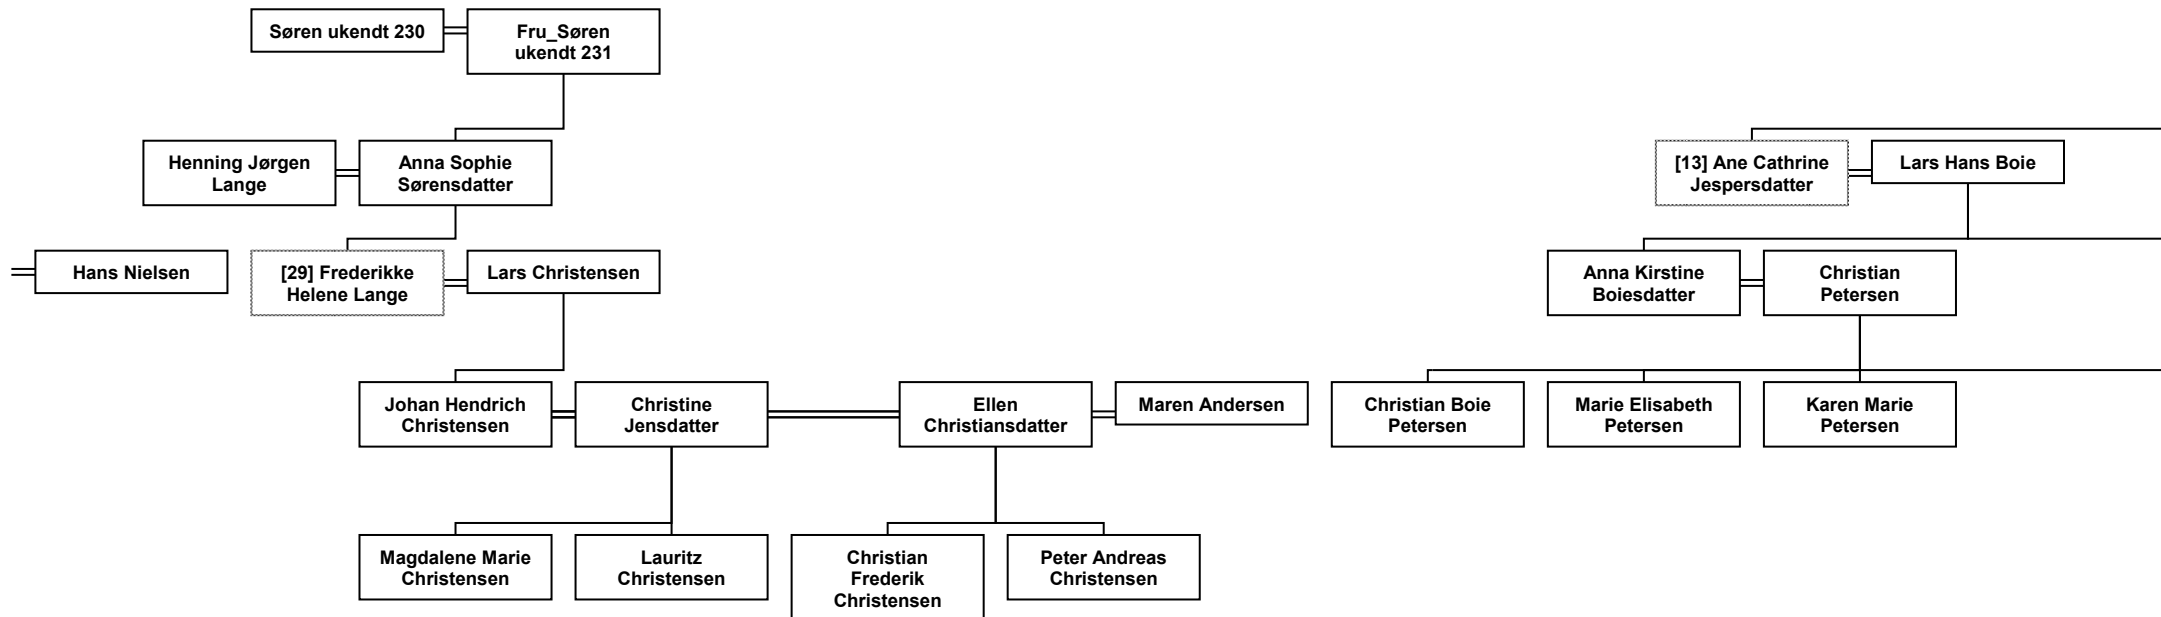 Søren ukendt 230
Fru_Søren
ukendt 231
Henning Jørgen
Lange
Anna Sophie
Sørensdatter
[13] Ane Cathrine
Jespersdatter
Lars Hans Boie
Hans Nielsen
[29] Frederikke
Helene Lange
Lars Christensen
Anna Kirstine
Boiesdatter
Christian
Petersen
Johan Hendrich
Christensen
Christine
Jensdatter
Ellen
Christiansdatter
Maren Andersen
Christian Boie
Petersen
Marie Elisabeth
Petersen
Karen Marie
Petersen
Magdalene Marie
Christensen
Lauritz
Christensen
Christian
Frederik
Christensen
Peter Andreas
Christensen